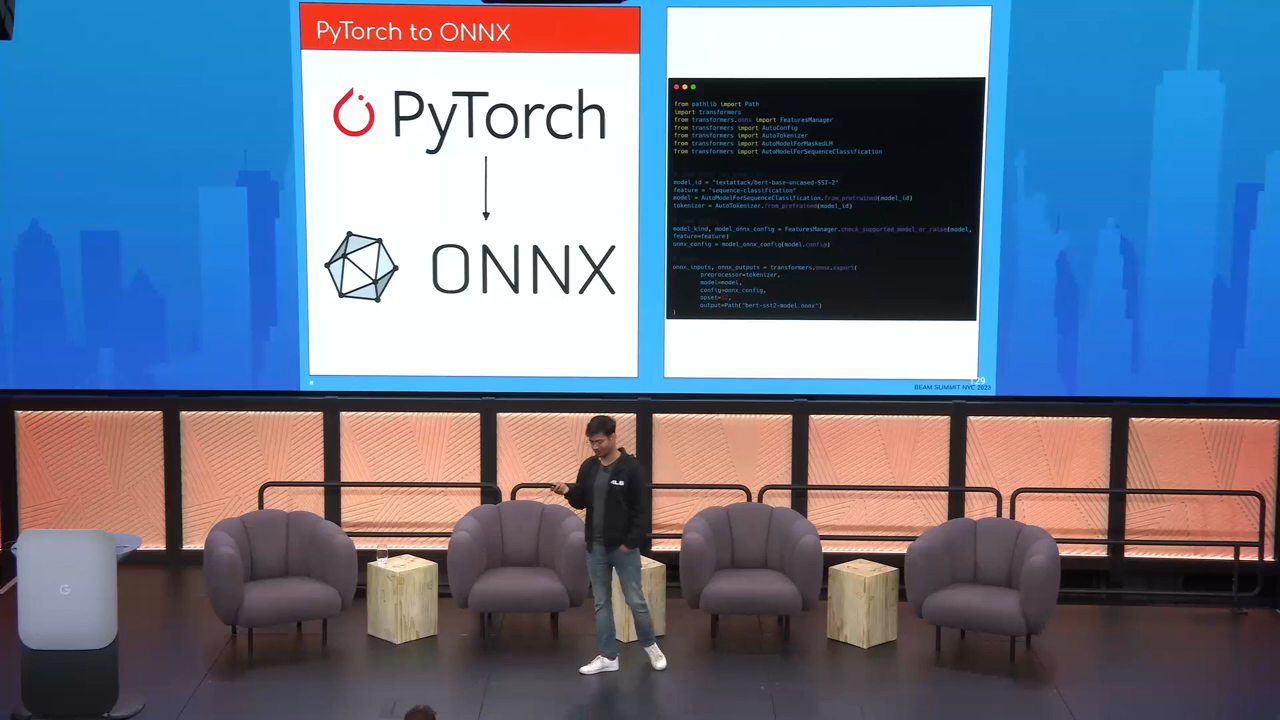 PyTorch to ONNX
PyTorch
ONNX
from pathlib import Path
import transformers
from transformers.onnx import FeaturesManager
from transformers import AutoConfig
from transformers import AutoTokenizer
from transformers import AutoModelForMaskedLM
from transformers import AutoModelForSequenceClassification
model_id = "textattack/bert-base-uncased-SST-2"
feature = "sequence-classification"
model = AutoModelForSequenceClassification.from_pretrained(model_id)
tokenizer = AutoTokenizer.from_pretrained(model_id)
model_kind, model_onnx_config = FeaturesManager.check_supported_model_or_raise(model,
feature=feature)
onnx_config = model_onnx_config(model.config)
onnx_inputs, onnx_outputs = transformers.onnx.export(
preprocessor=tokenizer,
model=model,
config=onnx_config,
opset=
output=Path("bert-sst2-model.onnx")
)
129
BEAM SUMMIT NYC 2023
G